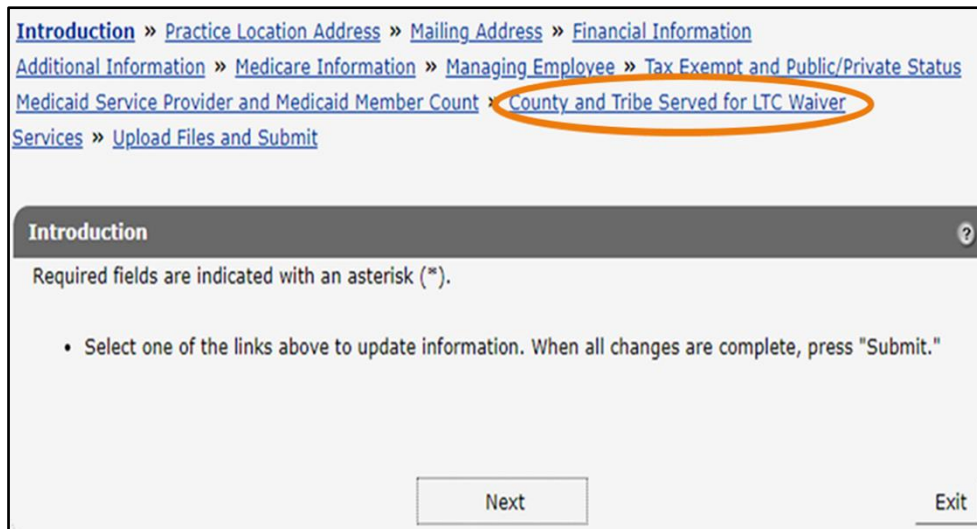 Introduction » Practice Location Address » Mailing Address » Financial Information
Additional Information » Medicare Information » Managing Employee » Tax Exempt and Public/Private Status
Medicaid Service Provider and Medicaid Member Count » County and Tribe Served for LTC Waiver
Services » Upload Files and Submit
Introduction ?
Required fields are indicated with an asterisk (*).
• Select one of the links above to update information. When all changes are complete, press "Submit."
Next Exit